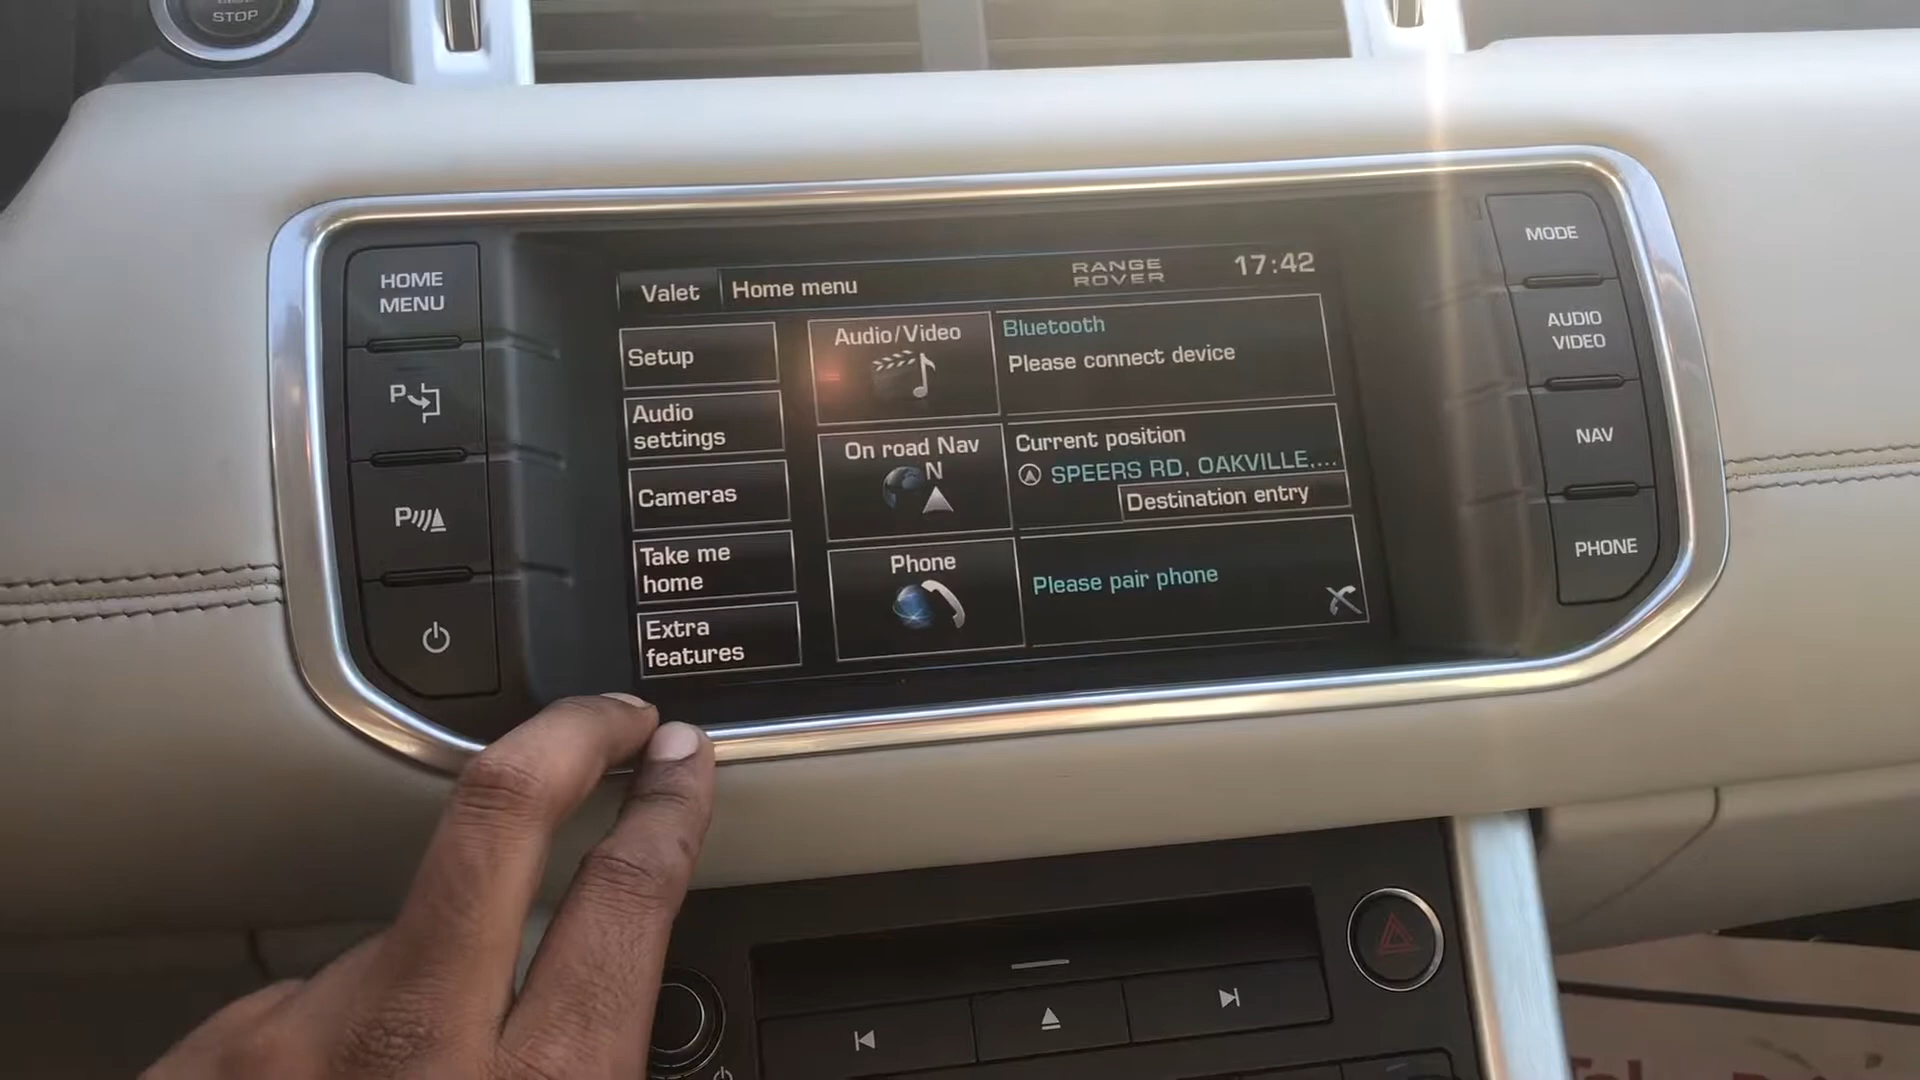 STOP
HOME
MENU
P
P
Valet
Home menu
RANGE
ROVER
17:42
Setup
Audio
settings
Cameras
Take me
home
Extra
features
Audio/Video
Bluetooth
Please connect device
On road Nav
N
Current position
SPEERS RD, OAKVILLE,...
Destination entry
Phone
Please pair phone
MODE
AUDIO
VIDEO
NAV
PHONE